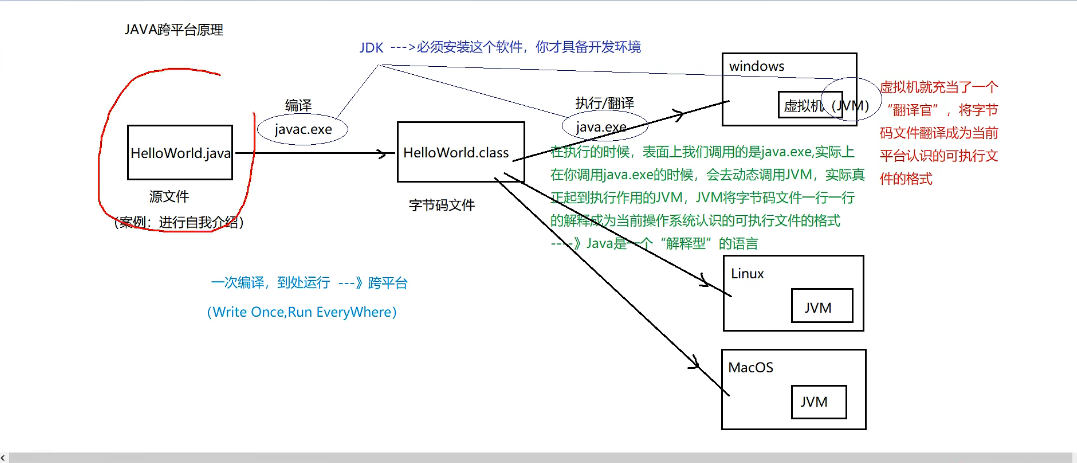 JAVA跨平台原理
JDK --->必须安装这个软件，你才具备开发环境
编译
javac.exe
执行/翻译
java.exe
windows
虚拟机（JVM）
虚拟机就充当了一个
“翻译官”，将字节
码文件翻译成为当前
平台认识的可执行文
件的格式
HelloWorld.java
源文件
（案例：进行自我介绍）
HelloWorld.class
字节码文件
在执行的时候，表面上我们调用的是java.exe,实际上
在你调用java.exe的时候，会去动态调用JVM，实际真
正起到执行作用的JVM，JVM将字节码文件一行一行
的解释成为当前操作系统认识的可执行文件的格式
----》Java是一个“解释型”的语言
一次编译，到处运行 ---》跨平台
（Write Once,Run EveryWhere）
Linux
JVM
MacOS
JVM